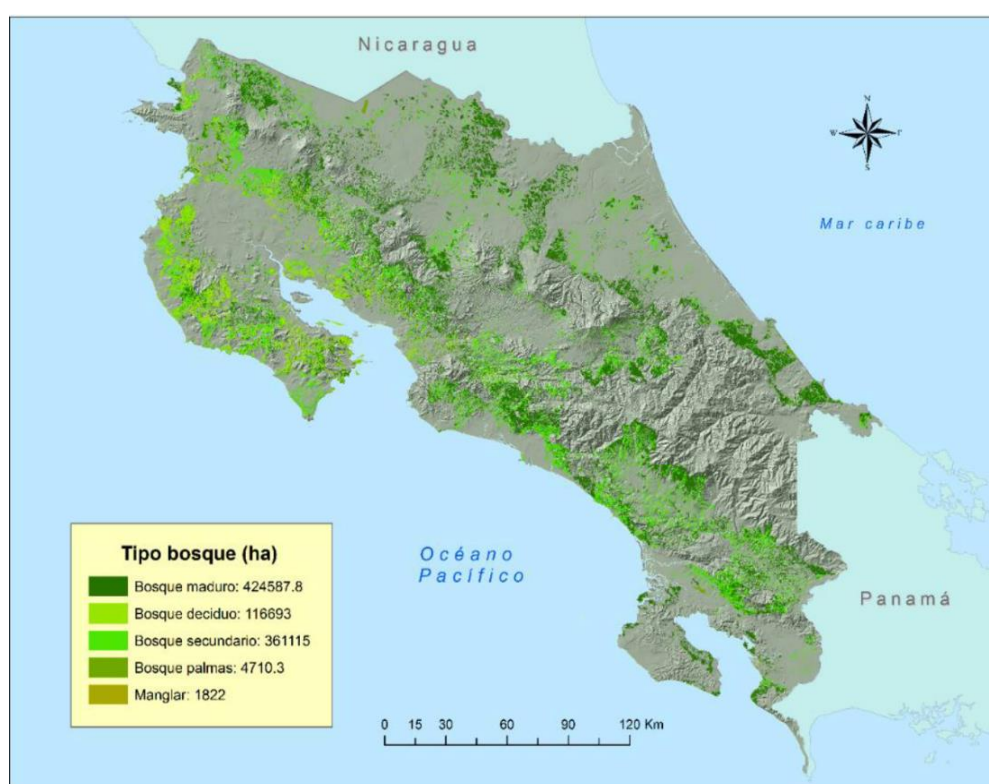 Nicaragua
N
W
E
S
Mar caribe
Océano
Pacífico
Panamá
Tipo bosque (ha)
Bosque maduro: 424587.8
Bosque deciduo: 116693
Bosque secundario: 361115
Bosque palmas: 4710.3
Manglar: 1822
0 15 30 60 90 120 Km